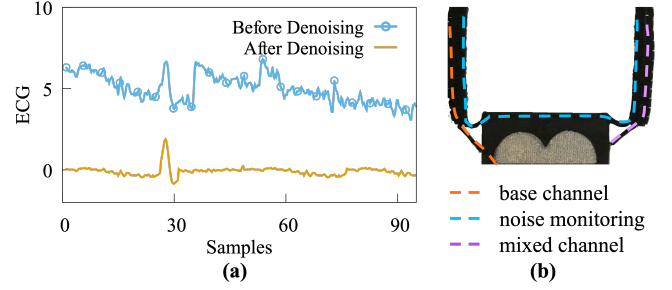 10
Before Denoising
After Denoising
5
ECG
0
0
30
60
90
Samples
(a)
base channel
noise monitoring
mixed channel
(b)